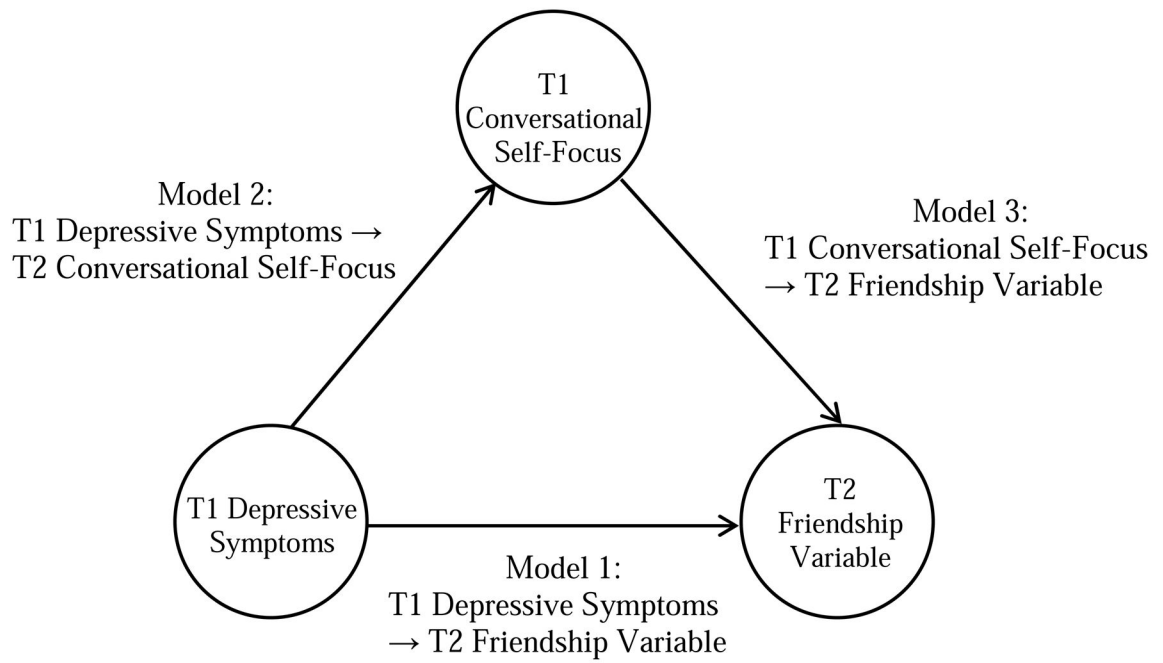 T1
Conversational
Self-Focus
Model 2:
T1 Depressive Symptoms →
T2 Conversational Self-Focus
Model 3:
T1 Conversational Self-Focus
→ T2 Friendship Variable
T1 Depressive
Symptoms
T2
Friendship
Variable
Model 1:
T1 Depressive Symptoms
→ T2 Friendship Variable